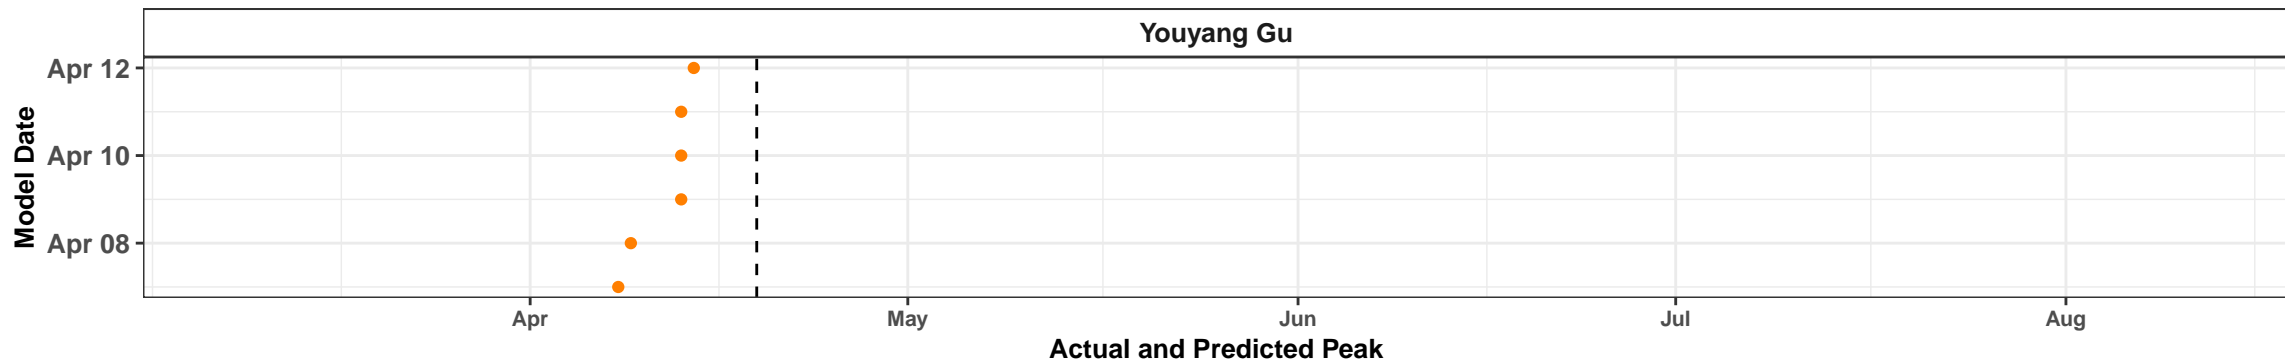 Youyang Gu
Model Date
Apr 12
Apr 10
Apr 08
Apr May Jun Jul Aug
Actual and Predicted Peak